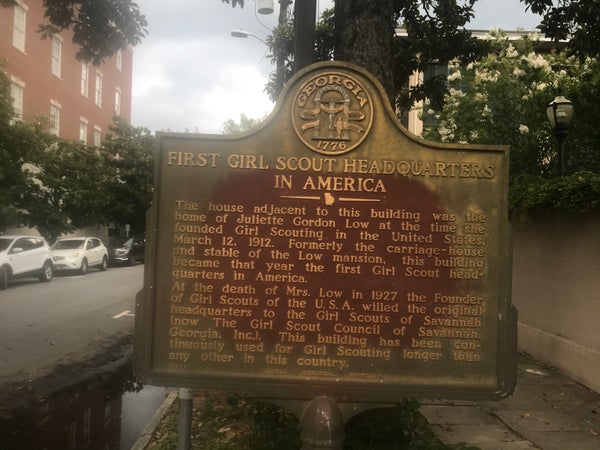 GEORGIA
1776
FIRST GIRL SCOUT HEADQUARTERS
IN AMERICA
The house adjacent to this building was the
home of Juliette Gordon Low at the time she
founded Girl Scouting in the United States,
March 12, 1912. Formerly the carriage-house
and stable of the Low mansion, this building
became that year the first Girl Scout head-
quarters in America.
At the death of Mrs. Low in 1927 the Founder
of Girl Scouts of the U.S.A. willed the original
headquarters to the Girl Scouts of Savannah
(now The Girl Scout Council of Savannah
Georgia, Inc.). This building has been con-
tinuously used for Girl Scouting longer than
any other in this country.